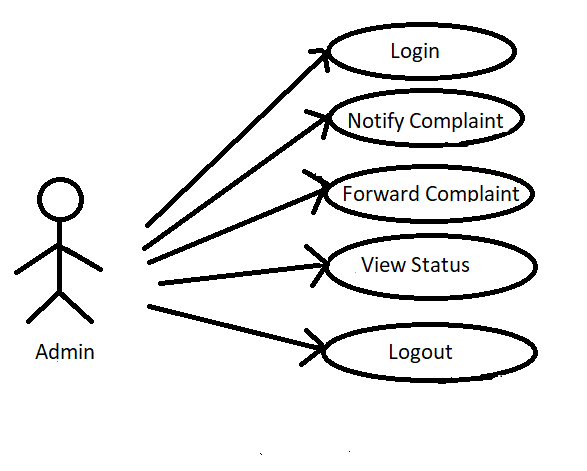 Login
Notify Complaint
Forward Complaint
View Status
Admin
Logout